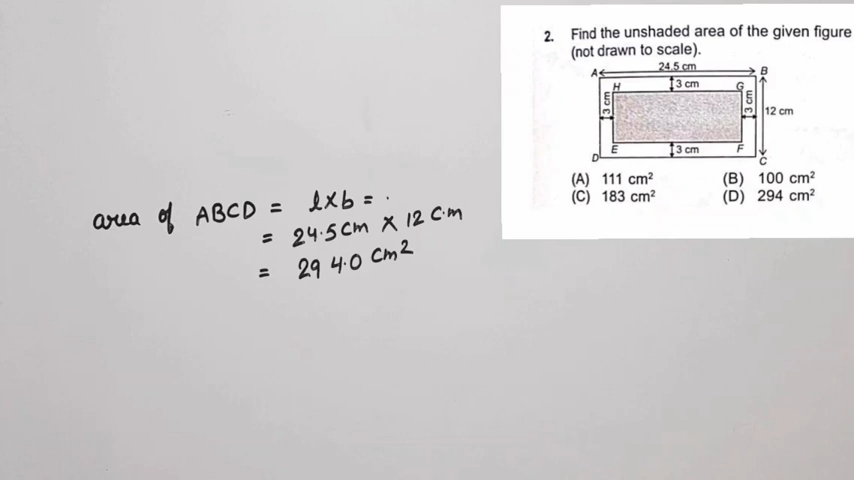 2. Find the unshaded area of the given figure
(not drawn to scale).
24.5 cm
A B
H 3 cm G
3 cm 3 cm 12 cm
E 3 cm F
D C
(A) 111 cm² (B) 100 cm²
(C) 183 cm² (D) 294 cm²
area of ABCD = l×b =
= 24.5cm × 12 c.m
= 294.0 cm²